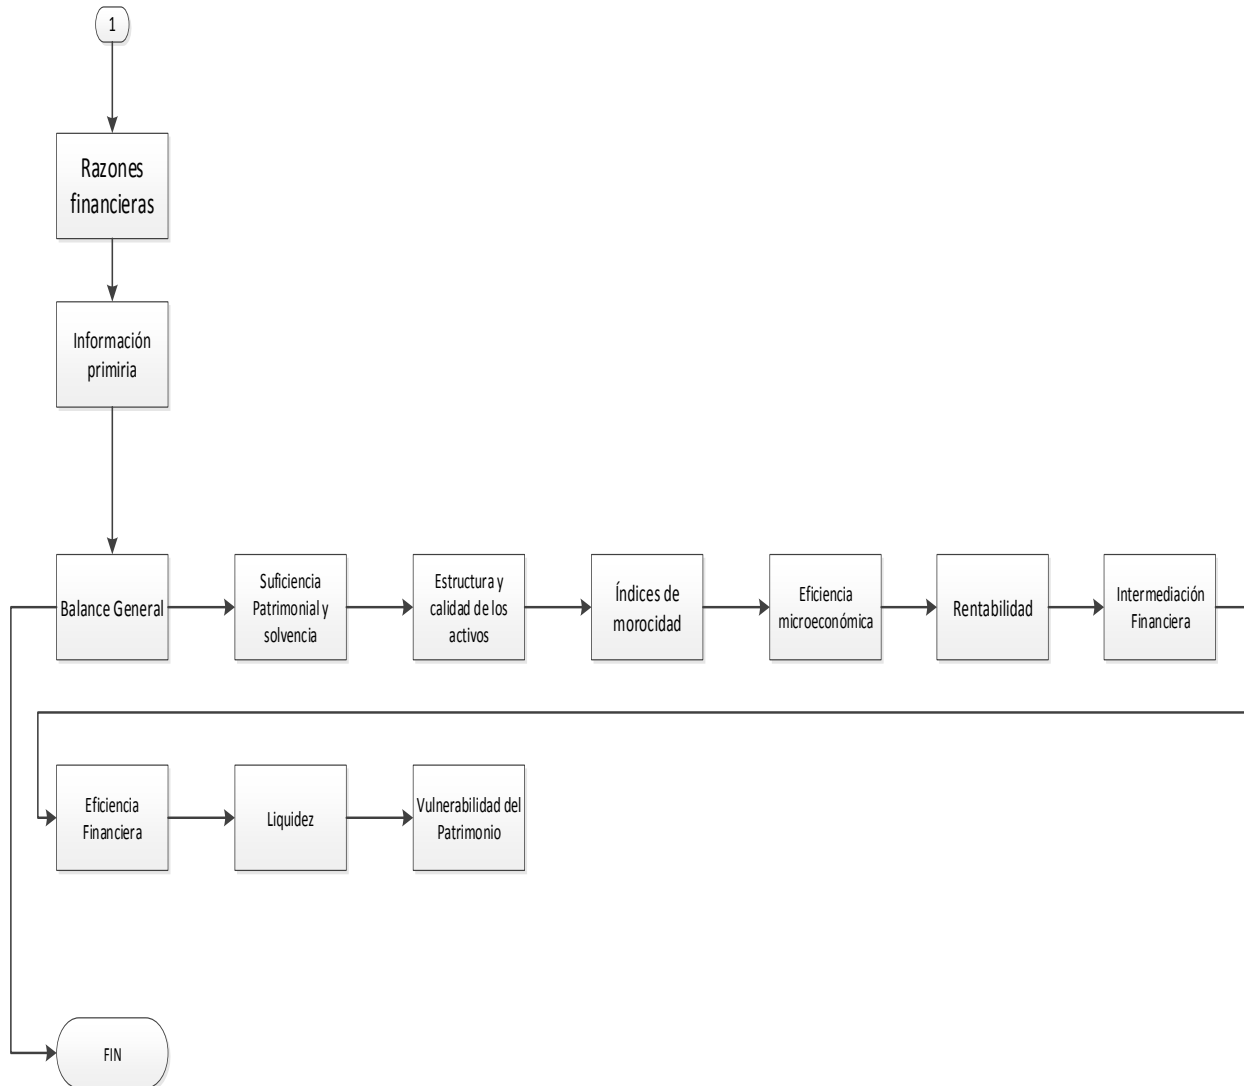 1
Razones
financieras
Información
primiria
Balance General
Suficiencia
Patrimonial y
solvencia
Estructura y
calidad de los
activos
Índices de
morocidad
Eficiencia
microeconómica
Rentabilidad
Intermediación
Financiera
Eficiencia
Financiera
Liquidez
Vulnerabilidad del
Patrimonio
FIN